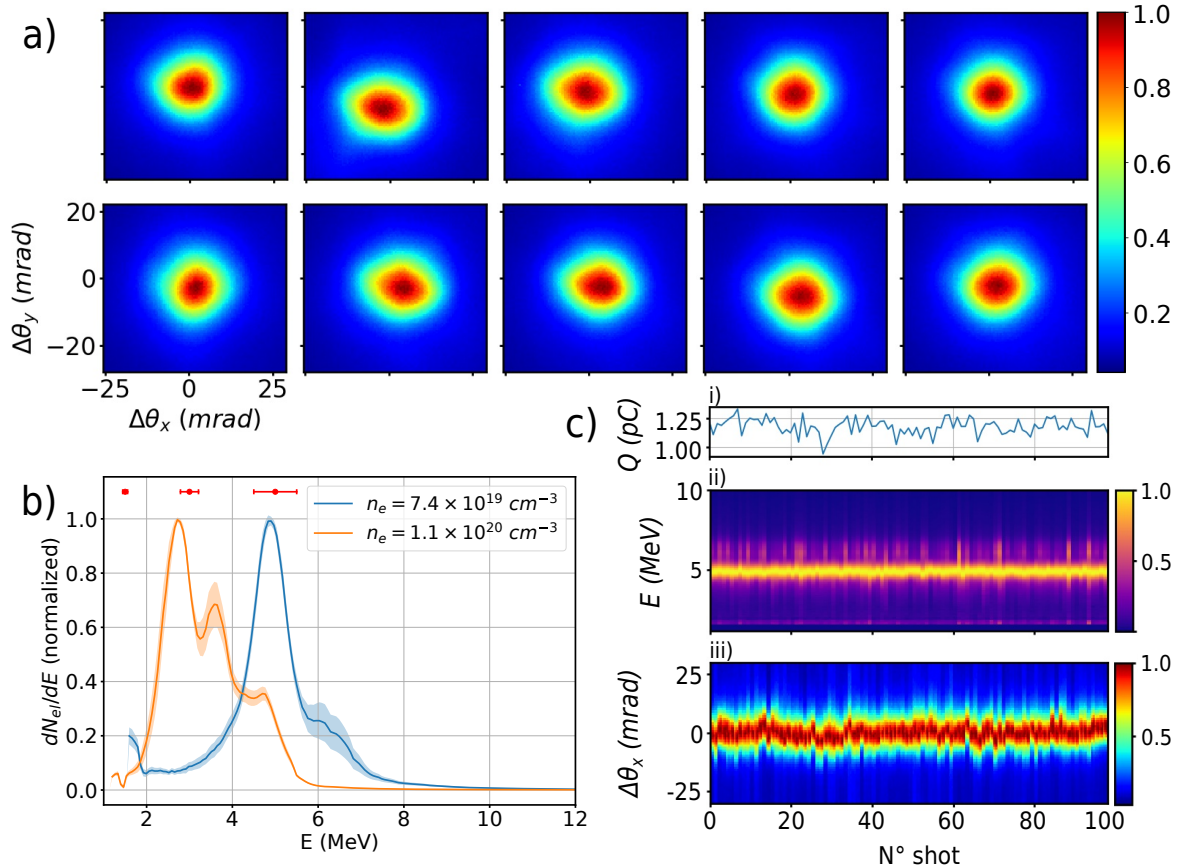 a)
1.0
0.8
0.6
0.4
0.2
20
0
−20
Δθy (mrad)
−25 0 25
Δθx (mrad)
b)
ne = 7.4 × 10^19 cm−3
ne = 1.1 × 10^20 cm−3
1.0
0.8
0.6
0.4
0.2
0.0
dNel/dE (normalized)
2 4 6 8 10 12
E (MeV)
c)
i)
1.25
1.00
Q (pC)
ii)
10
5
E (MeV)
1.0
0.5
iii)
25
0
-25
Δθx (mrad)
1.0
0.5
0 20 40 60 80 100
N° shot